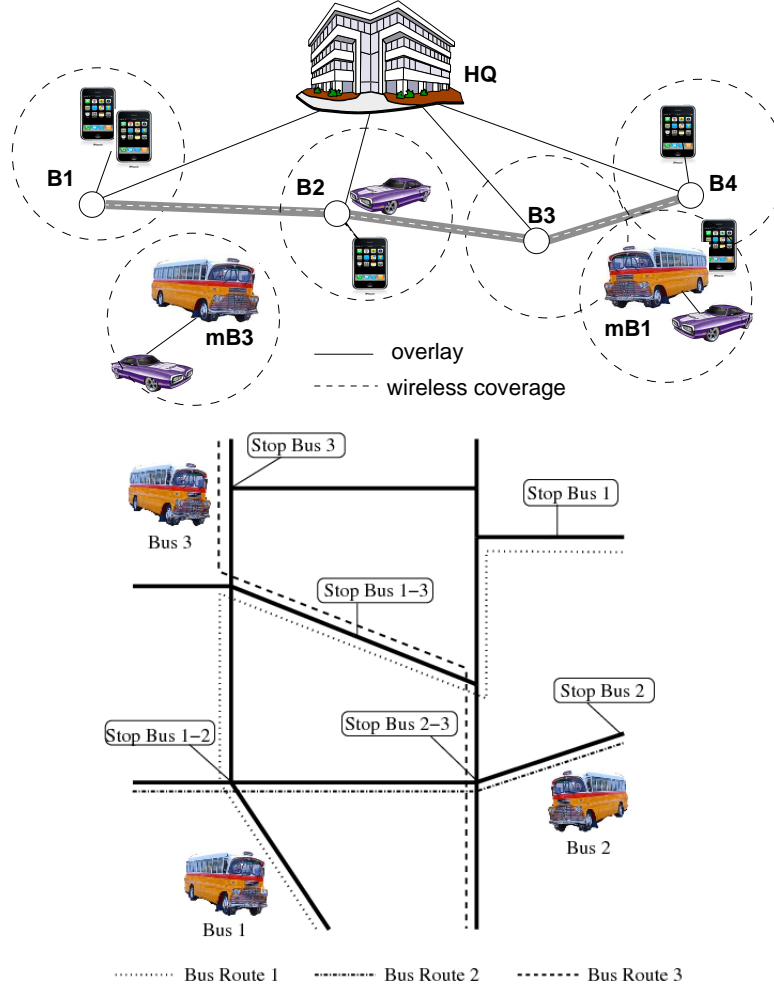 HQ
B1
B2
B3
B4
mB3
mB1
overlay
wireless coverage
Stop Bus 3
Stop Bus 1
Bus 3
Stop Bus 1−3
Stop Bus 2
Stop Bus 1−2
Stop Bus 2−3
Bus 2
Bus 1
Bus Route 1
Bus Route 2
Bus Route 3